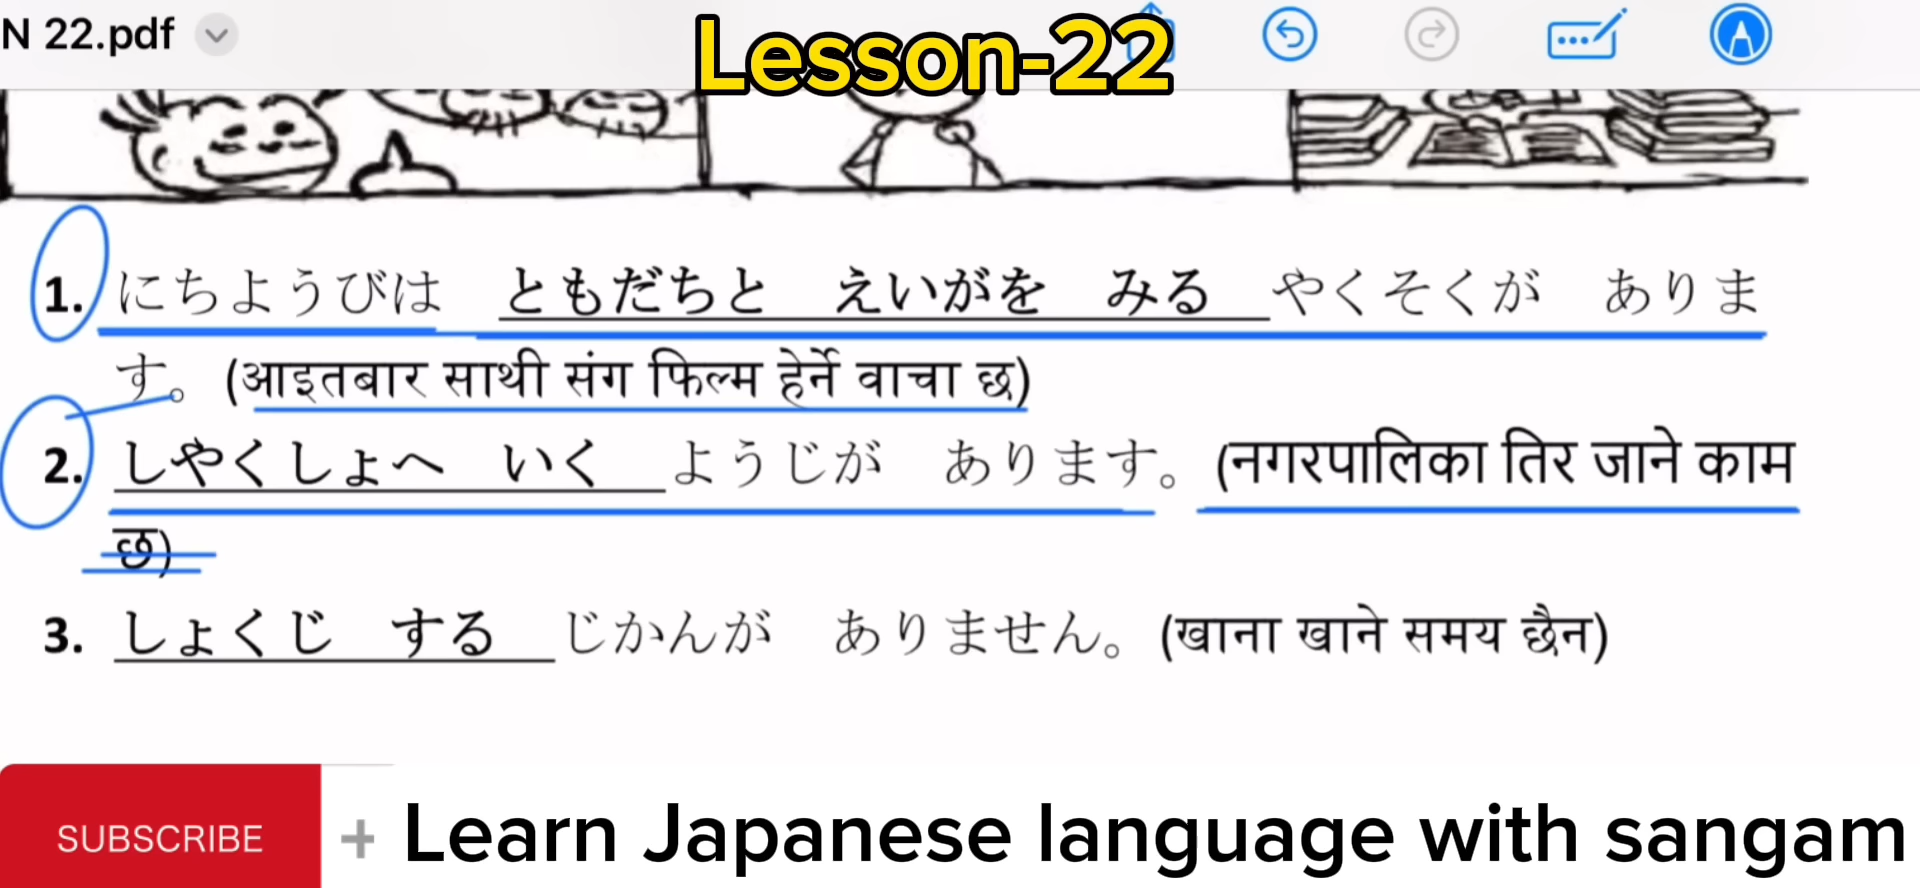 N 22.pdf
Lesson-22
1. にちようびは ともだちと えいがを みる やくそくが ありま
す。(आइतबार साथी संग फिल्म हेर्ने वाचा छ)
2. しやくしょへ いく ようじが あります。(नगरपालिका तिर जाने काम
छ)
3. しょくじ する じかんが ありません。(खाना खाने समय छैन)
SUBSCRIBE + Learn Japanese language with sangam